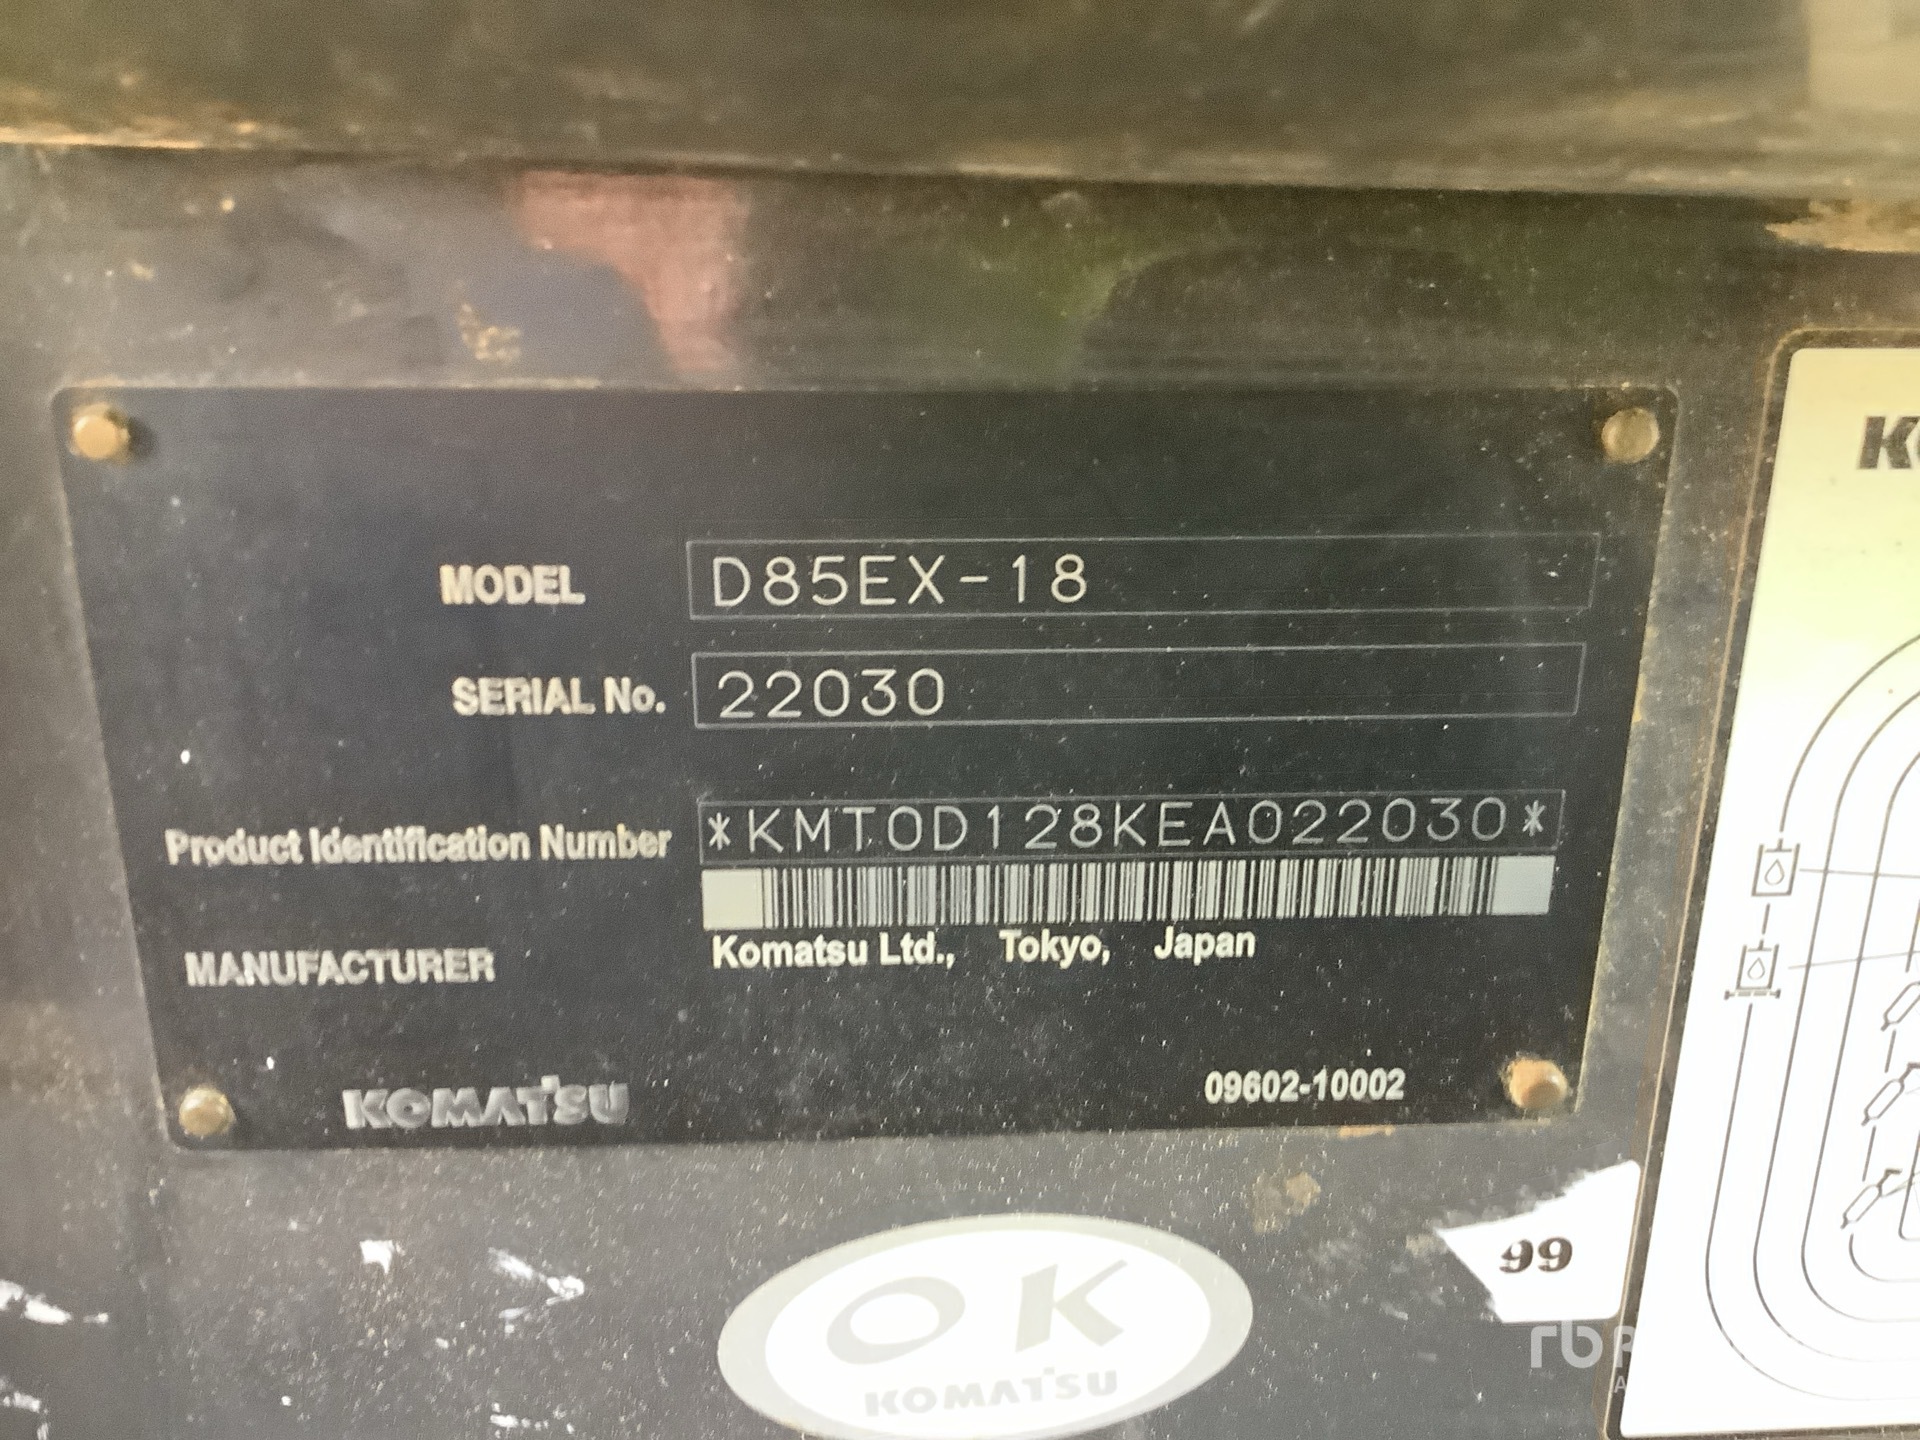 MODEL D85EX-18
SERIAL No. 22030
Product Identification Number *KMT0D128KEA022030*
MANUFACTURER Komatsu Ltd., Tokyo, Japan
KOMATSU 09602-10002
OK
KOMATSU
99
rb